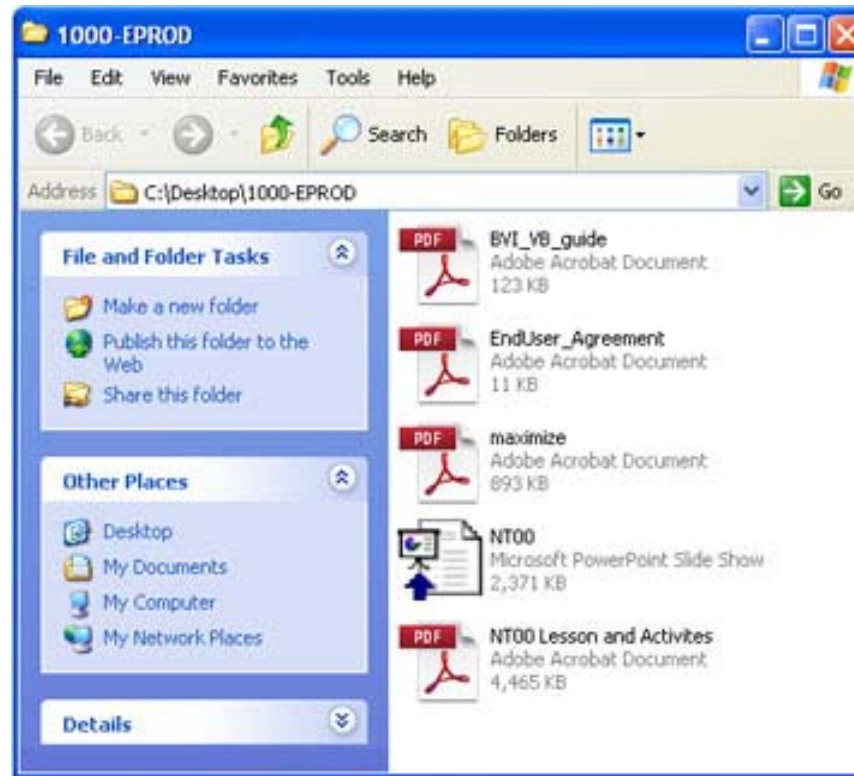 1000-EPROD
File Edit View Favorites Tools Help
Back Search Folders
Address C:\Desktop\1000-EPROD Go
File and Folder Tasks
Make a new folder
Publish this folder to the
Web
Share this folder
Other Places
Desktop
My Documents
My Computer
My Network Places
Details
PDF
BVI_VB_guide
Adobe Acrobat Document
123 KB
PDF
EndUser_Agreement
Adobe Acrobat Document
11 KB
PDF
maximize
Adobe Acrobat Document
893 KB
NT00
Microsoft PowerPoint Slide Show
2,371 KB
PDF
NT00 Lesson and Activites
Adobe Acrobat Document
4,465 KB